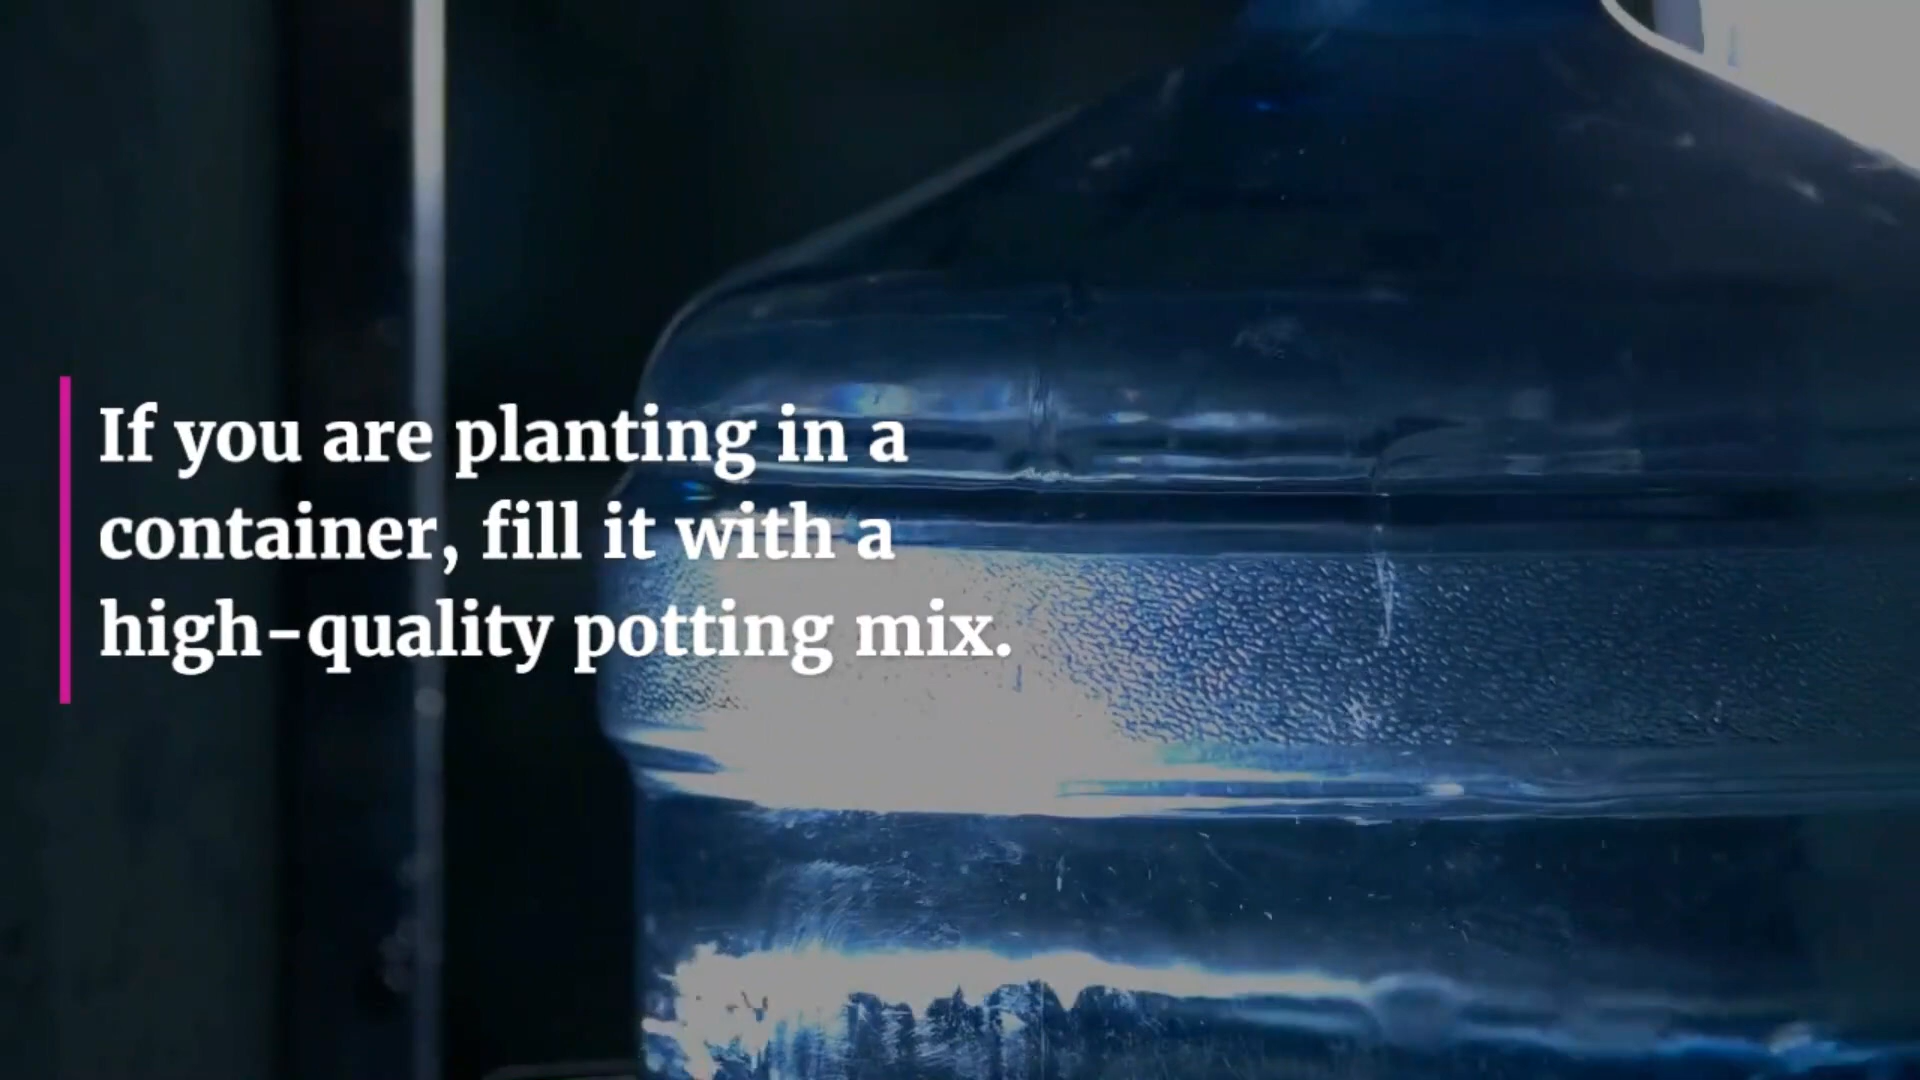 If you are planting in a
container, fill it with a
high-quality potting mix.